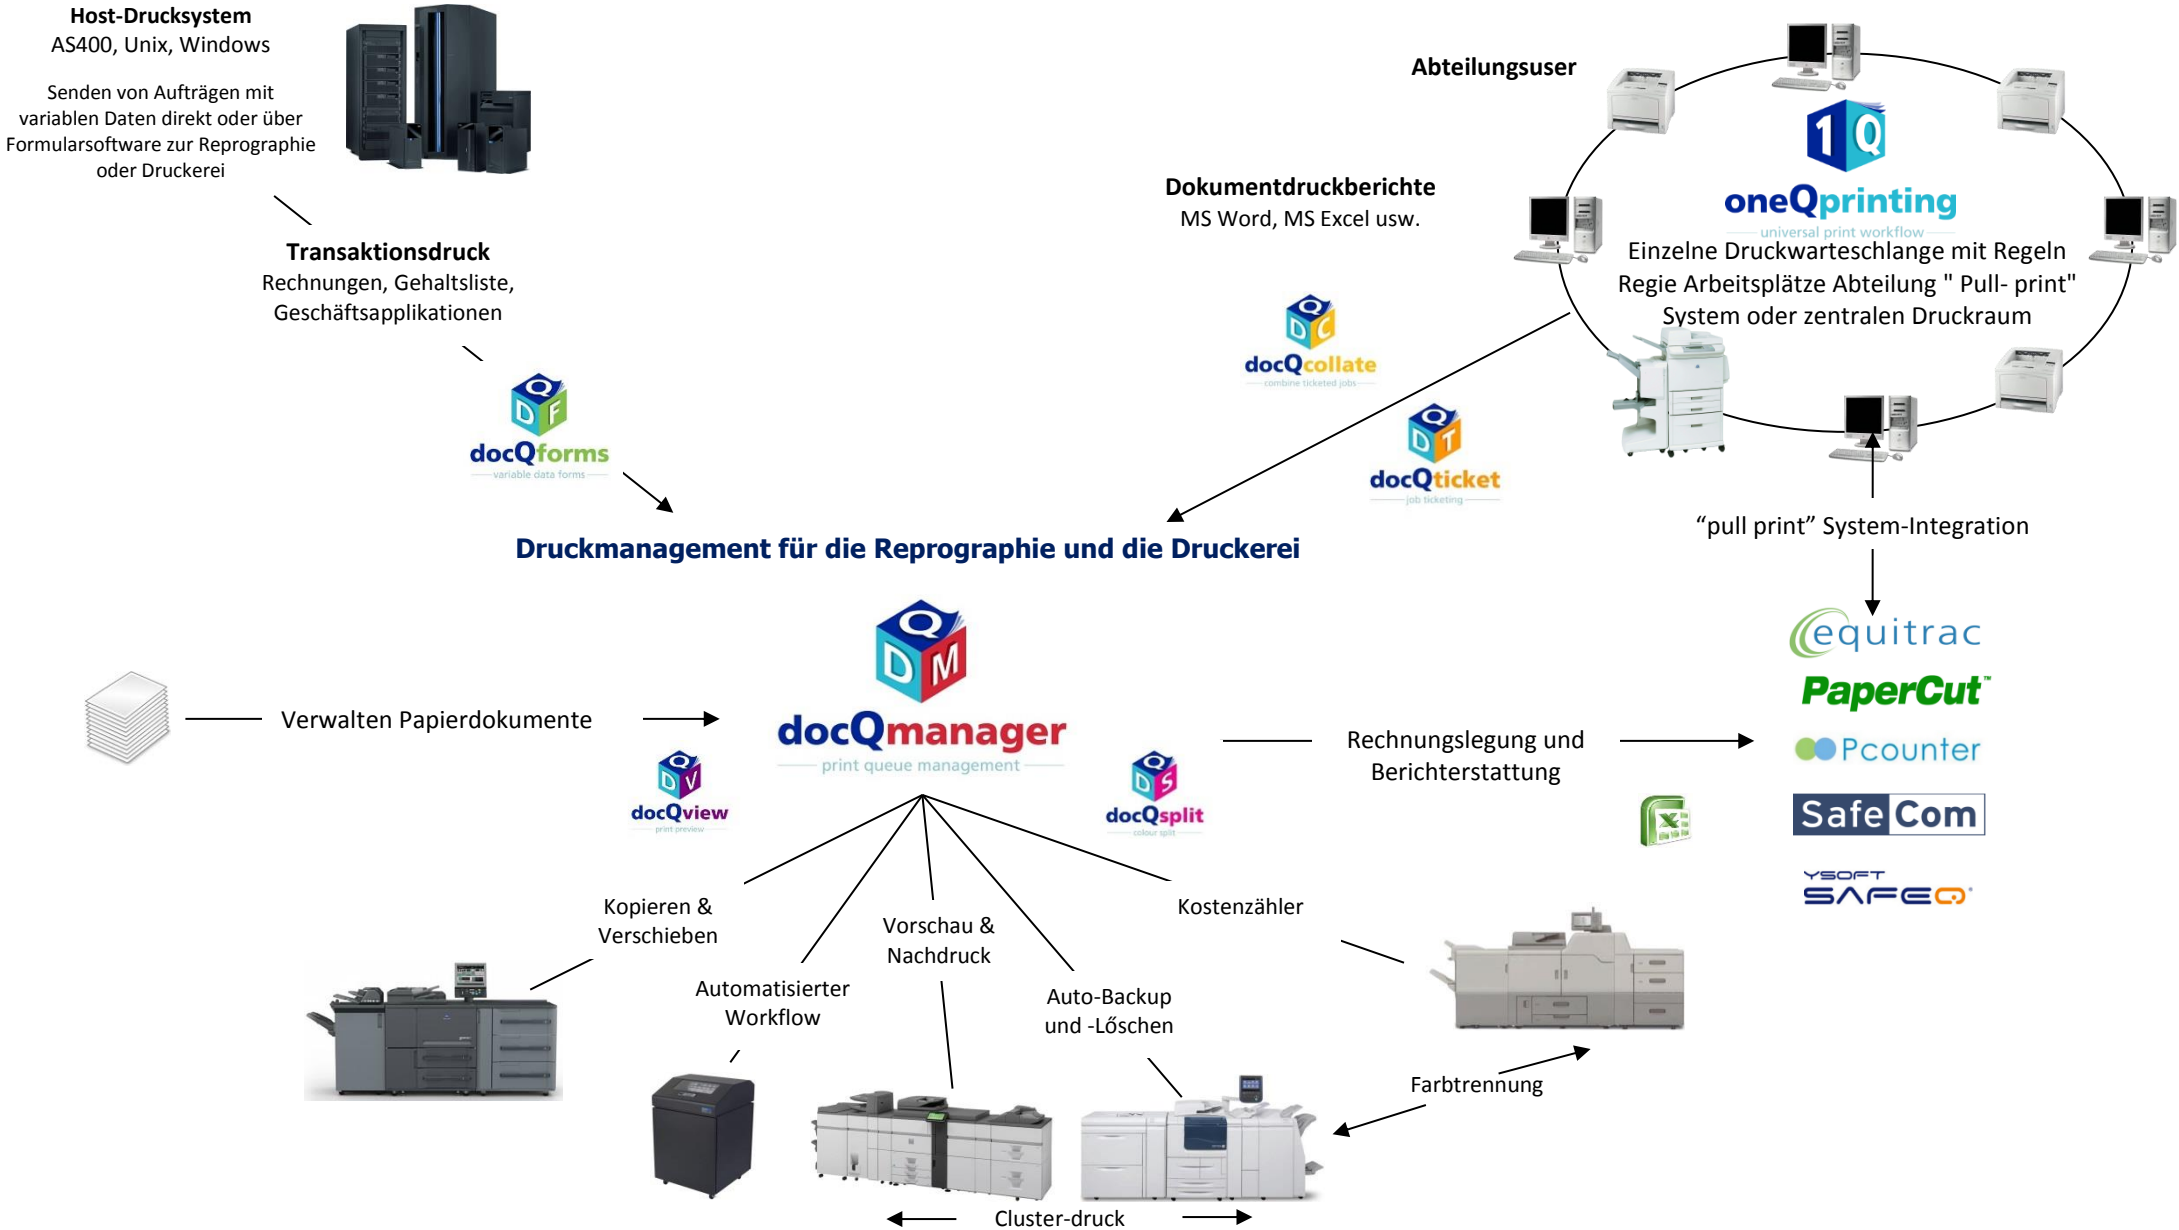 Host-Drucksystem
AS400, Unix, Windows
Senden von Aufträgen mit
variablen Daten direkt oder über
Formularsoftware zur Reprographie
oder Druckerei
Transaktionsdruck
Rechnungen, Gehaltsliste,
Geschäftsapplikationen
Q D F
docQforms
variable data forms
Abteilungsuser
Dokumentdruckberichte
MS Word, MS Excel usw.
1Q
oneQprinting
universal print workflow
Einzelne Druckwarteschlange mit Regeln
Regie Arbeitsplätze Abteilung " Pull- print"
System oder zentralen Druckraum
Q D C
docQcollate
combine ticketed jobs
Q D T
docQticket
job ticketing
“pull print” System-Integration
Druckmanagement für die Reprographie und die Druckerei
Q D M
docQmanager
print queue management
Verwalten Papierdokumente
Q D V
docQview
print preview
Q D S
docQsplit
colour split
Rechnungslegung und
Berichterstattung
equitrac
PaperCut™
Pcounter
SafeCom
YSOFT
SAFEQ
X
Kopieren &
Verschieben
Automatisierter
Workflow
Vorschau &
Nachdruck
Auto-Backup
und -Lőschen
Kostenzähler
Farbtrennung
Cluster-druck